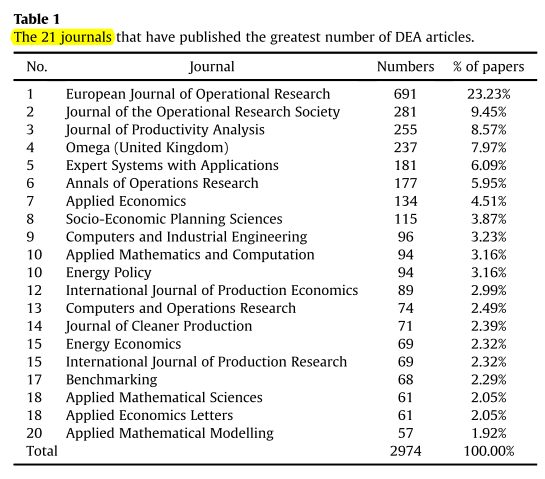 Table 1
The 21 journals that have published the greatest number of DEA articles.
No. Journal Numbers % of papers
1 European Journal of Operational Research 691 23.23%
2 Journal of the Operational Research Society 281 9.45%
3 Journal of Productivity Analysis 255 8.57%
4 Omega (United Kingdom) 237 7.97%
5 Expert Systems with Applications 181 6.09%
6 Annals of Operations Research 177 5.95%
7 Applied Economics 134 4.51%
8 Socio-Economic Planning Sciences 115 3.87%
9 Computers and Industrial Engineering 96 3.23%
10 Applied Mathematics and Computation 94 3.16%
10 Energy Policy 94 3.16%
12 International Journal of Production Economics 89 2.99%
13 Computers and Operations Research 74 2.49%
14 Journal of Cleaner Production 71 2.39%
15 Energy Economics 69 2.32%
15 International Journal of Production Research 69 2.32%
17 Benchmarking 68 2.29%
18 Applied Mathematical Sciences 61 2.05%
18 Applied Economics Letters 61 2.05%
20 Applied Mathematical Modelling 57 1.92%
Total 2974 100.00%